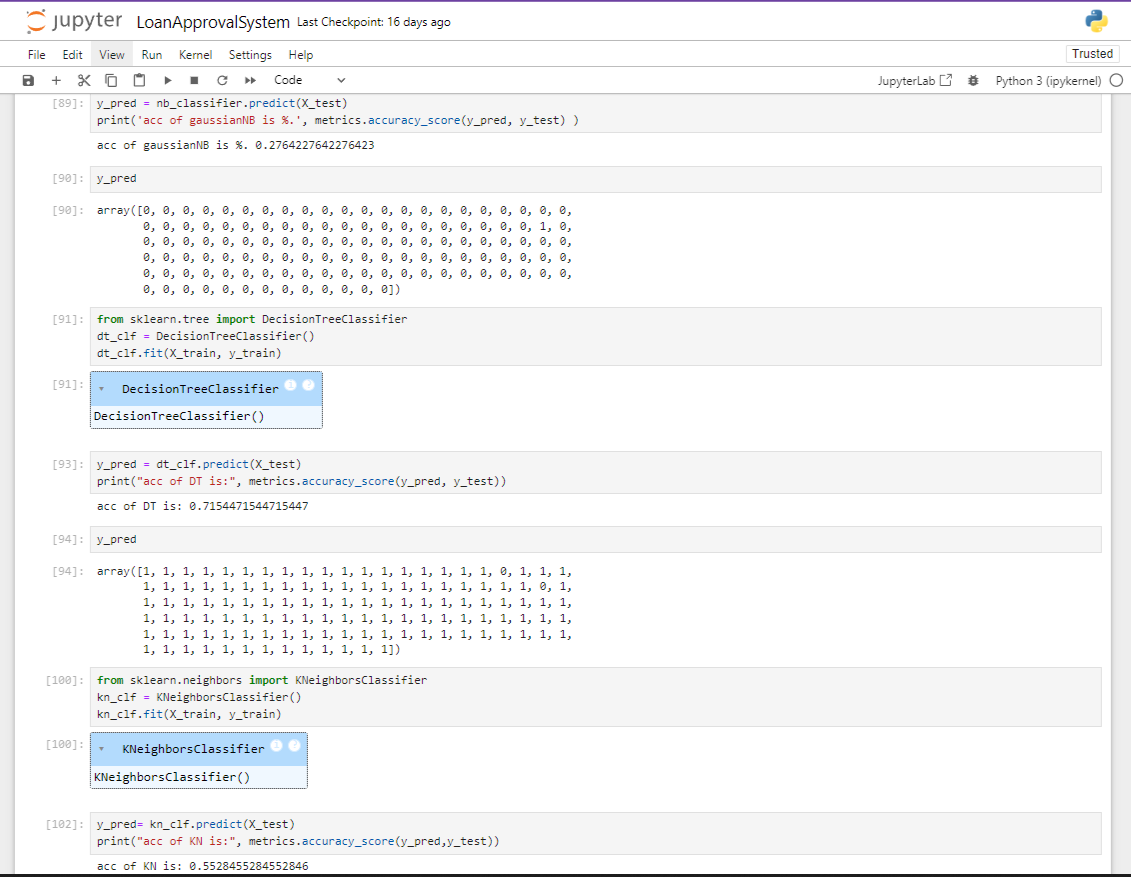 jupyter LoanApprovalSystem Last Checkpoint: 16 days ago
File Edit View Run Kernel Settings Help Trusted
Code JupyterLab Python 3 (ipykernel)
[89]: y_pred = nb_classifier.predict(X_test)
print('acc of gaussianNB is %.', metrics.accuracy_score(y_pred, y_test) )
acc of gaussianNB is %. 0.2764227642276423
[90]: y_pred
[90]: array([0, 0, 0, 0, 0, 0, 0, 0, 0, 0, 0, 0, 0, 0, 0, 0, 0, 0, 0, 0, 0, 0,
0, 0, 0, 0, 0, 0, 0, 0, 0, 0, 0, 0, 0, 0, 0, 0, 0, 0, 0, 0, 1, 0,
0, 0, 0, 0, 0, 0, 0, 0, 0, 0, 0, 0, 0, 0, 0, 0, 0, 0, 0, 0, 0, 0,
0, 0, 0, 0, 0, 0, 0, 0, 0, 0, 0, 0, 0, 0, 0, 0, 0, 0, 0, 0, 0, 0,
0, 0, 0, 0, 0, 0, 0, 0, 0, 0, 0, 0, 0, 0, 0, 0, 0, 0, 0, 0, 0, 0,
0, 0, 0, 0, 0, 0, 0, 0, 0, 0, 0, 0, 0])
[91]: from sklearn.tree import DecisionTreeClassifier
dt_clf = DecisionTreeClassifier()
dt_clf.fit(X_train, y_train)
[91]: DecisionTreeClassifier i ?
DecisionTreeClassifier()
[93]: y_pred = dt_clf.predict(X_test)
print("acc of DT is:", metrics.accuracy_score(y_pred, y_test))
acc of DT is: 0.7154471544715447
[94]: y_pred
[94]: array([1, 1, 1, 1, 1, 1, 1, 1, 1, 1, 1, 1, 1, 1, 1, 1, 1, 1, 0, 1, 1, 1,
1, 1, 1, 1, 1, 1, 1, 1, 1, 1, 1, 1, 1, 1, 1, 1, 1, 1, 1, 1, 0, 1,
1, 1, 1, 1, 1, 1, 1, 1, 1, 1, 1, 1, 1, 1, 1, 1, 1, 1, 1, 1, 1, 1,
1, 1, 1, 1, 1, 1, 1, 1, 1, 1, 1, 1, 1, 1, 1, 1, 1, 1, 1, 1, 1, 1,
1, 1, 1, 1, 1, 1, 1, 1, 1, 1, 1, 1, 1, 1, 1, 1, 1, 1, 1, 1, 1, 1,
1, 1, 1, 1, 1, 1, 1, 1, 1, 1, 1, 1, 1])
[100]: from sklearn.neighbors import KNeighborsClassifier
kn_clf = KNeighborsClassifier()
kn_clf.fit(X_train, y_train)
[100]: KNeighborsClassifier i ?
KNeighborsClassifier()
[102]: y_pred= kn_clf.predict(X_test)
print("acc of KN is:", metrics.accuracy_score(y_pred,y_test))
acc of KN is: 0.5528455284552846